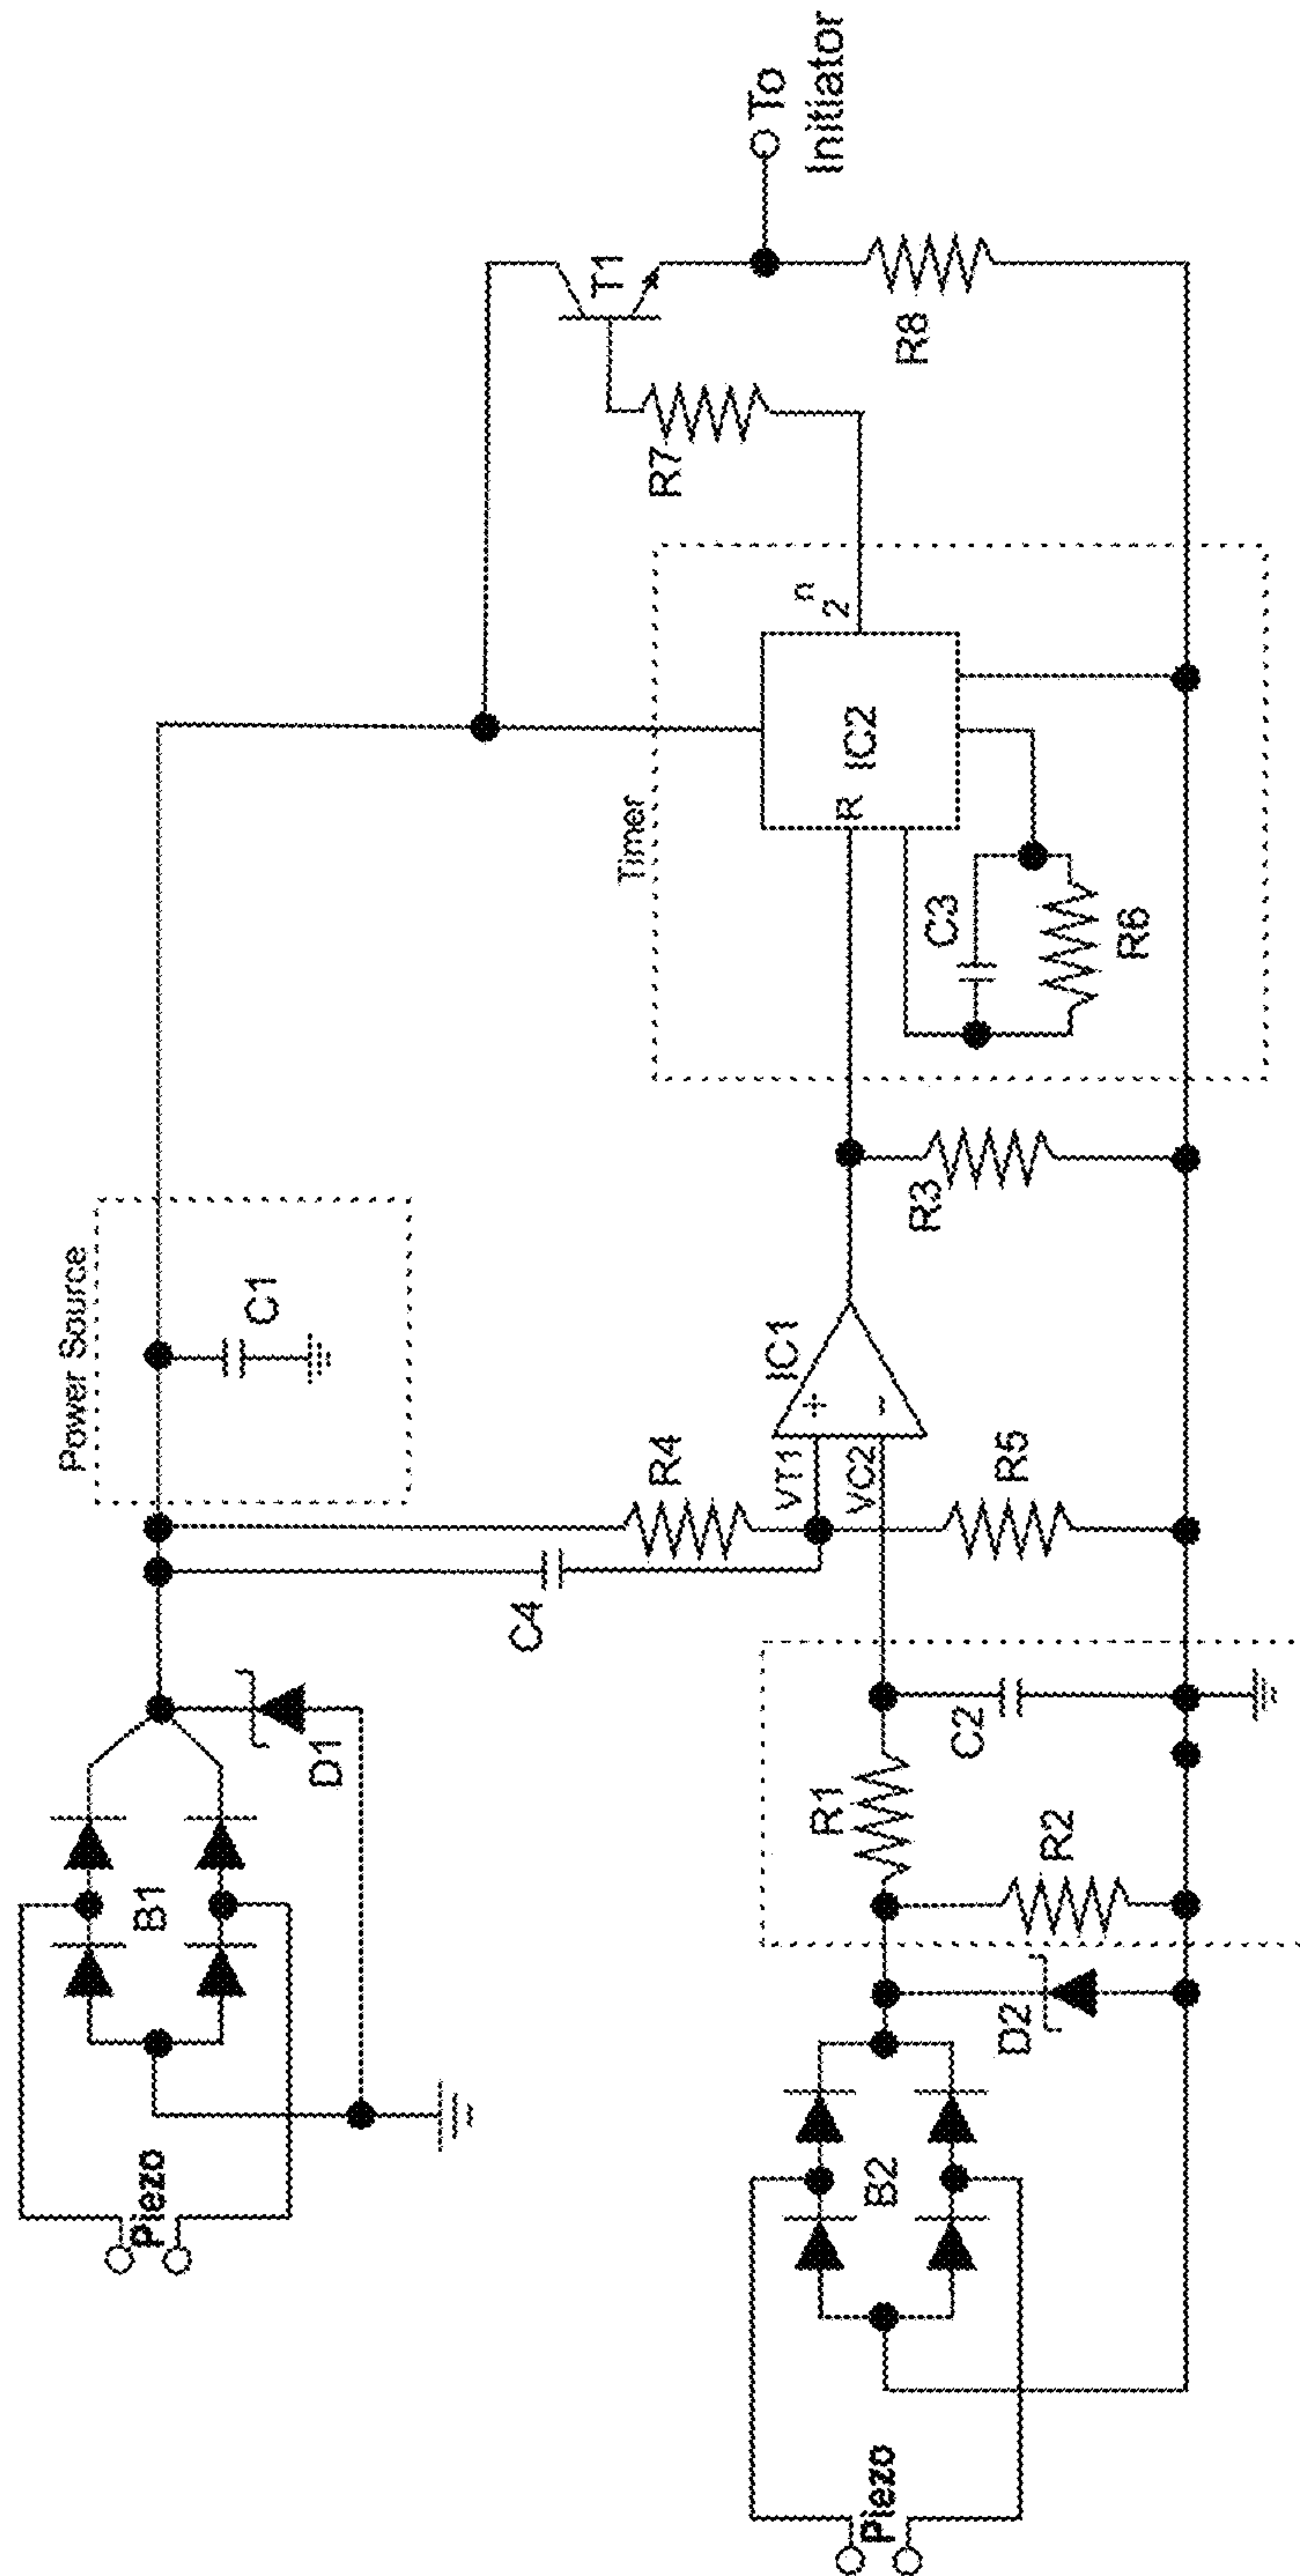 Piezo
B1
D1
Power Source
C1
C4
R4
Piezo
B2
D2
R1
R2
C2
VT1
VC2
+
-
IC1
R5
R3
Timer
R
IC2
n
2
C3
R6
R7
T1
R8
To
Initiator